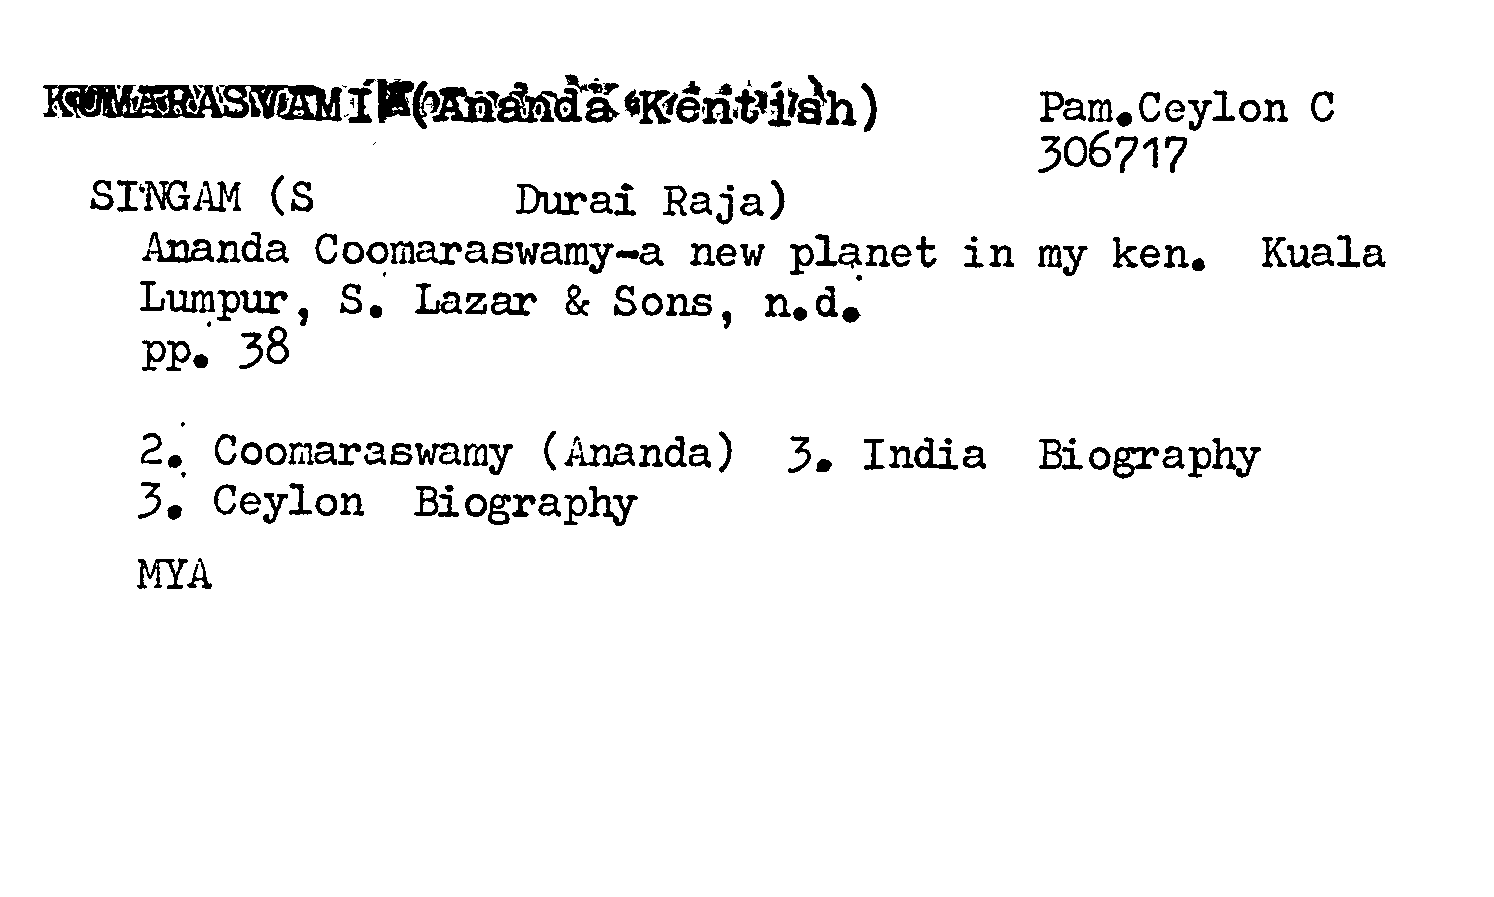 KUMARASVAMI (Ananda Kentish)
Pam.Ceylon C
306717
SINGAM (S Durai Raja)
Ananda Coomaraswamy-a new planet in my ken. Kuala
Lumpur, S. Lazar & Sons, n.d.
pp. 38
2. Coomaraswamy (Ananda) 3. India Biography
3. Ceylon Biography
MYA